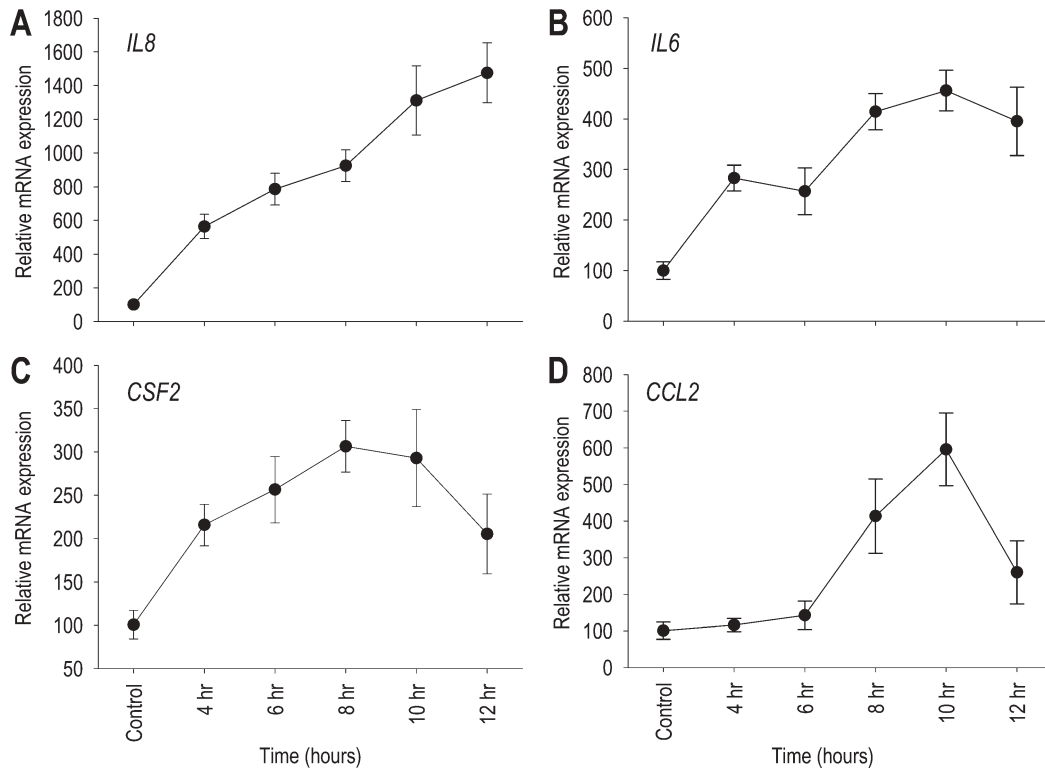 A
IL8
Relative mRNA expression
1800
1600
1400
1200
1000
800
600
400
200
0
B
IL6
Relative mRNA expression
600
500
400
300
200
100
0
C
CSF2
Relative mRNA expression
400
350
300
250
200
150
100
50
Control
4 hr
6 hr
8 hr
10 hr
12 hr
Time (hours)
D
CCL2
Relative mRNA expression
800
700
600
500
400
300
200
100
0
Control
4 hr
6 hr
8 hr
10 hr
12 hr
Time (hours)